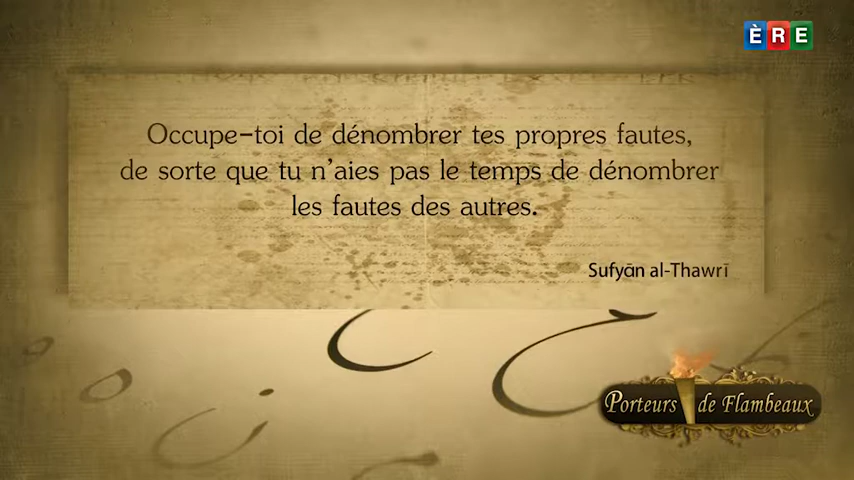 ÈRE
Occupe-toi de dénombrer tes propres fautes,
de sorte que tu n'aies pas le temps de dénombrer
les fautes des autres.
Sufyān al-Thawrī
Porteurs de Flambeaux